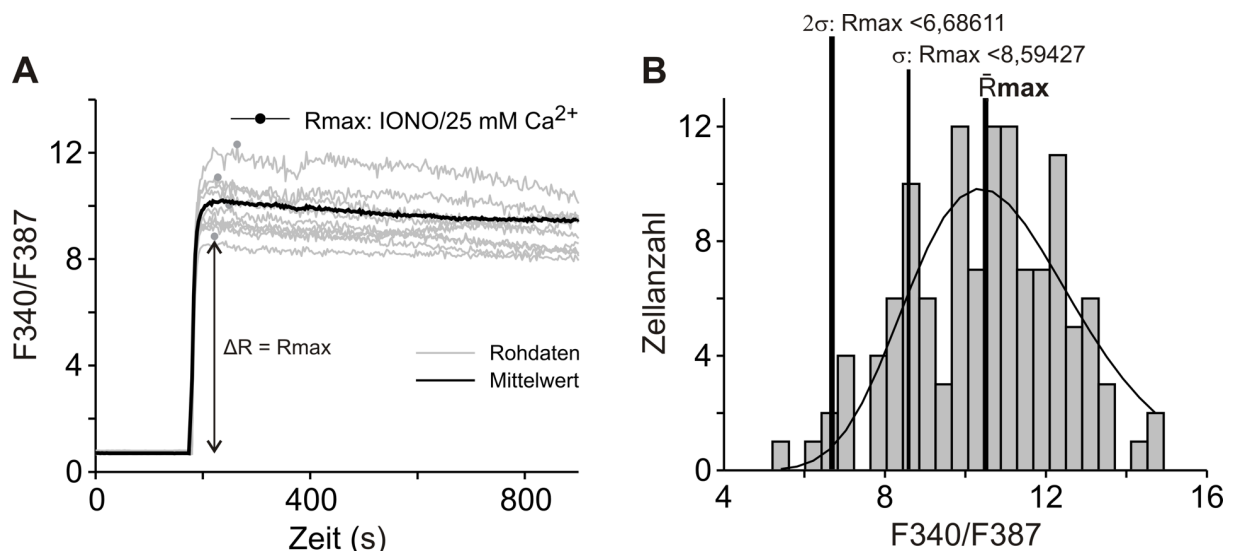 A
Rmax: IONO/25 mM Ca²⁺
12
8
4
0
F340/F387
ΔR = Rmax
Rohdaten
Mittelwert
0 400 800
Zeit (s)
B
2σ: Rmax <6,68611
σ: Rmax <8,59427
R̄max
12
8
4
0
Zellanzahl
4 8 12 16
F340/F387